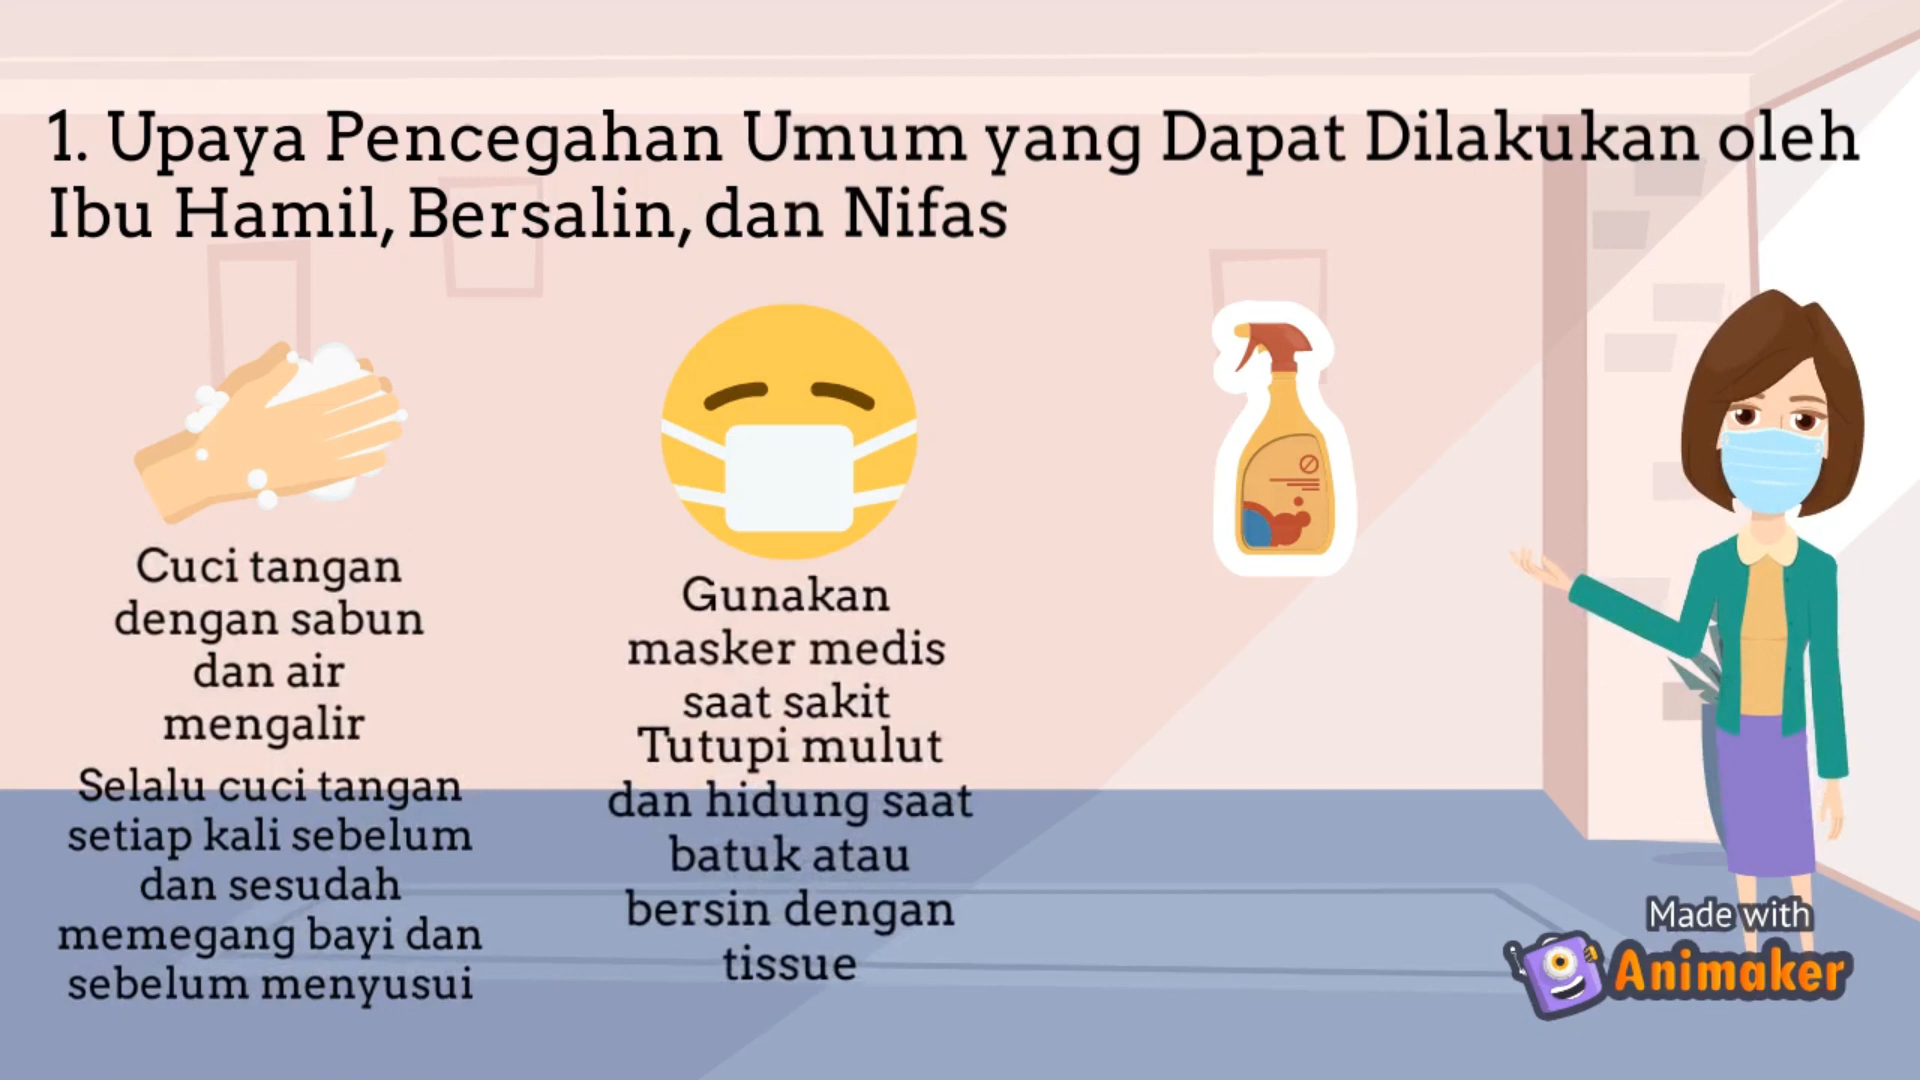 1. Upaya Pencegahan Umum yang Dapat Dilakukan oleh
Ibu Hamil, Bersalin, dan Nifas
Cuci tangan
dengan sabun
dan air
mengalir
Selalu cuci tangan
setiap kali sebelum
dan sesudah
memegang bayi dan
sebelum menyusui
Gunakan
masker medis
saat sakit
Tutupi mulut
dan hidung saat
batuk atau
bersin dengan
tissue
Made with
Animaker